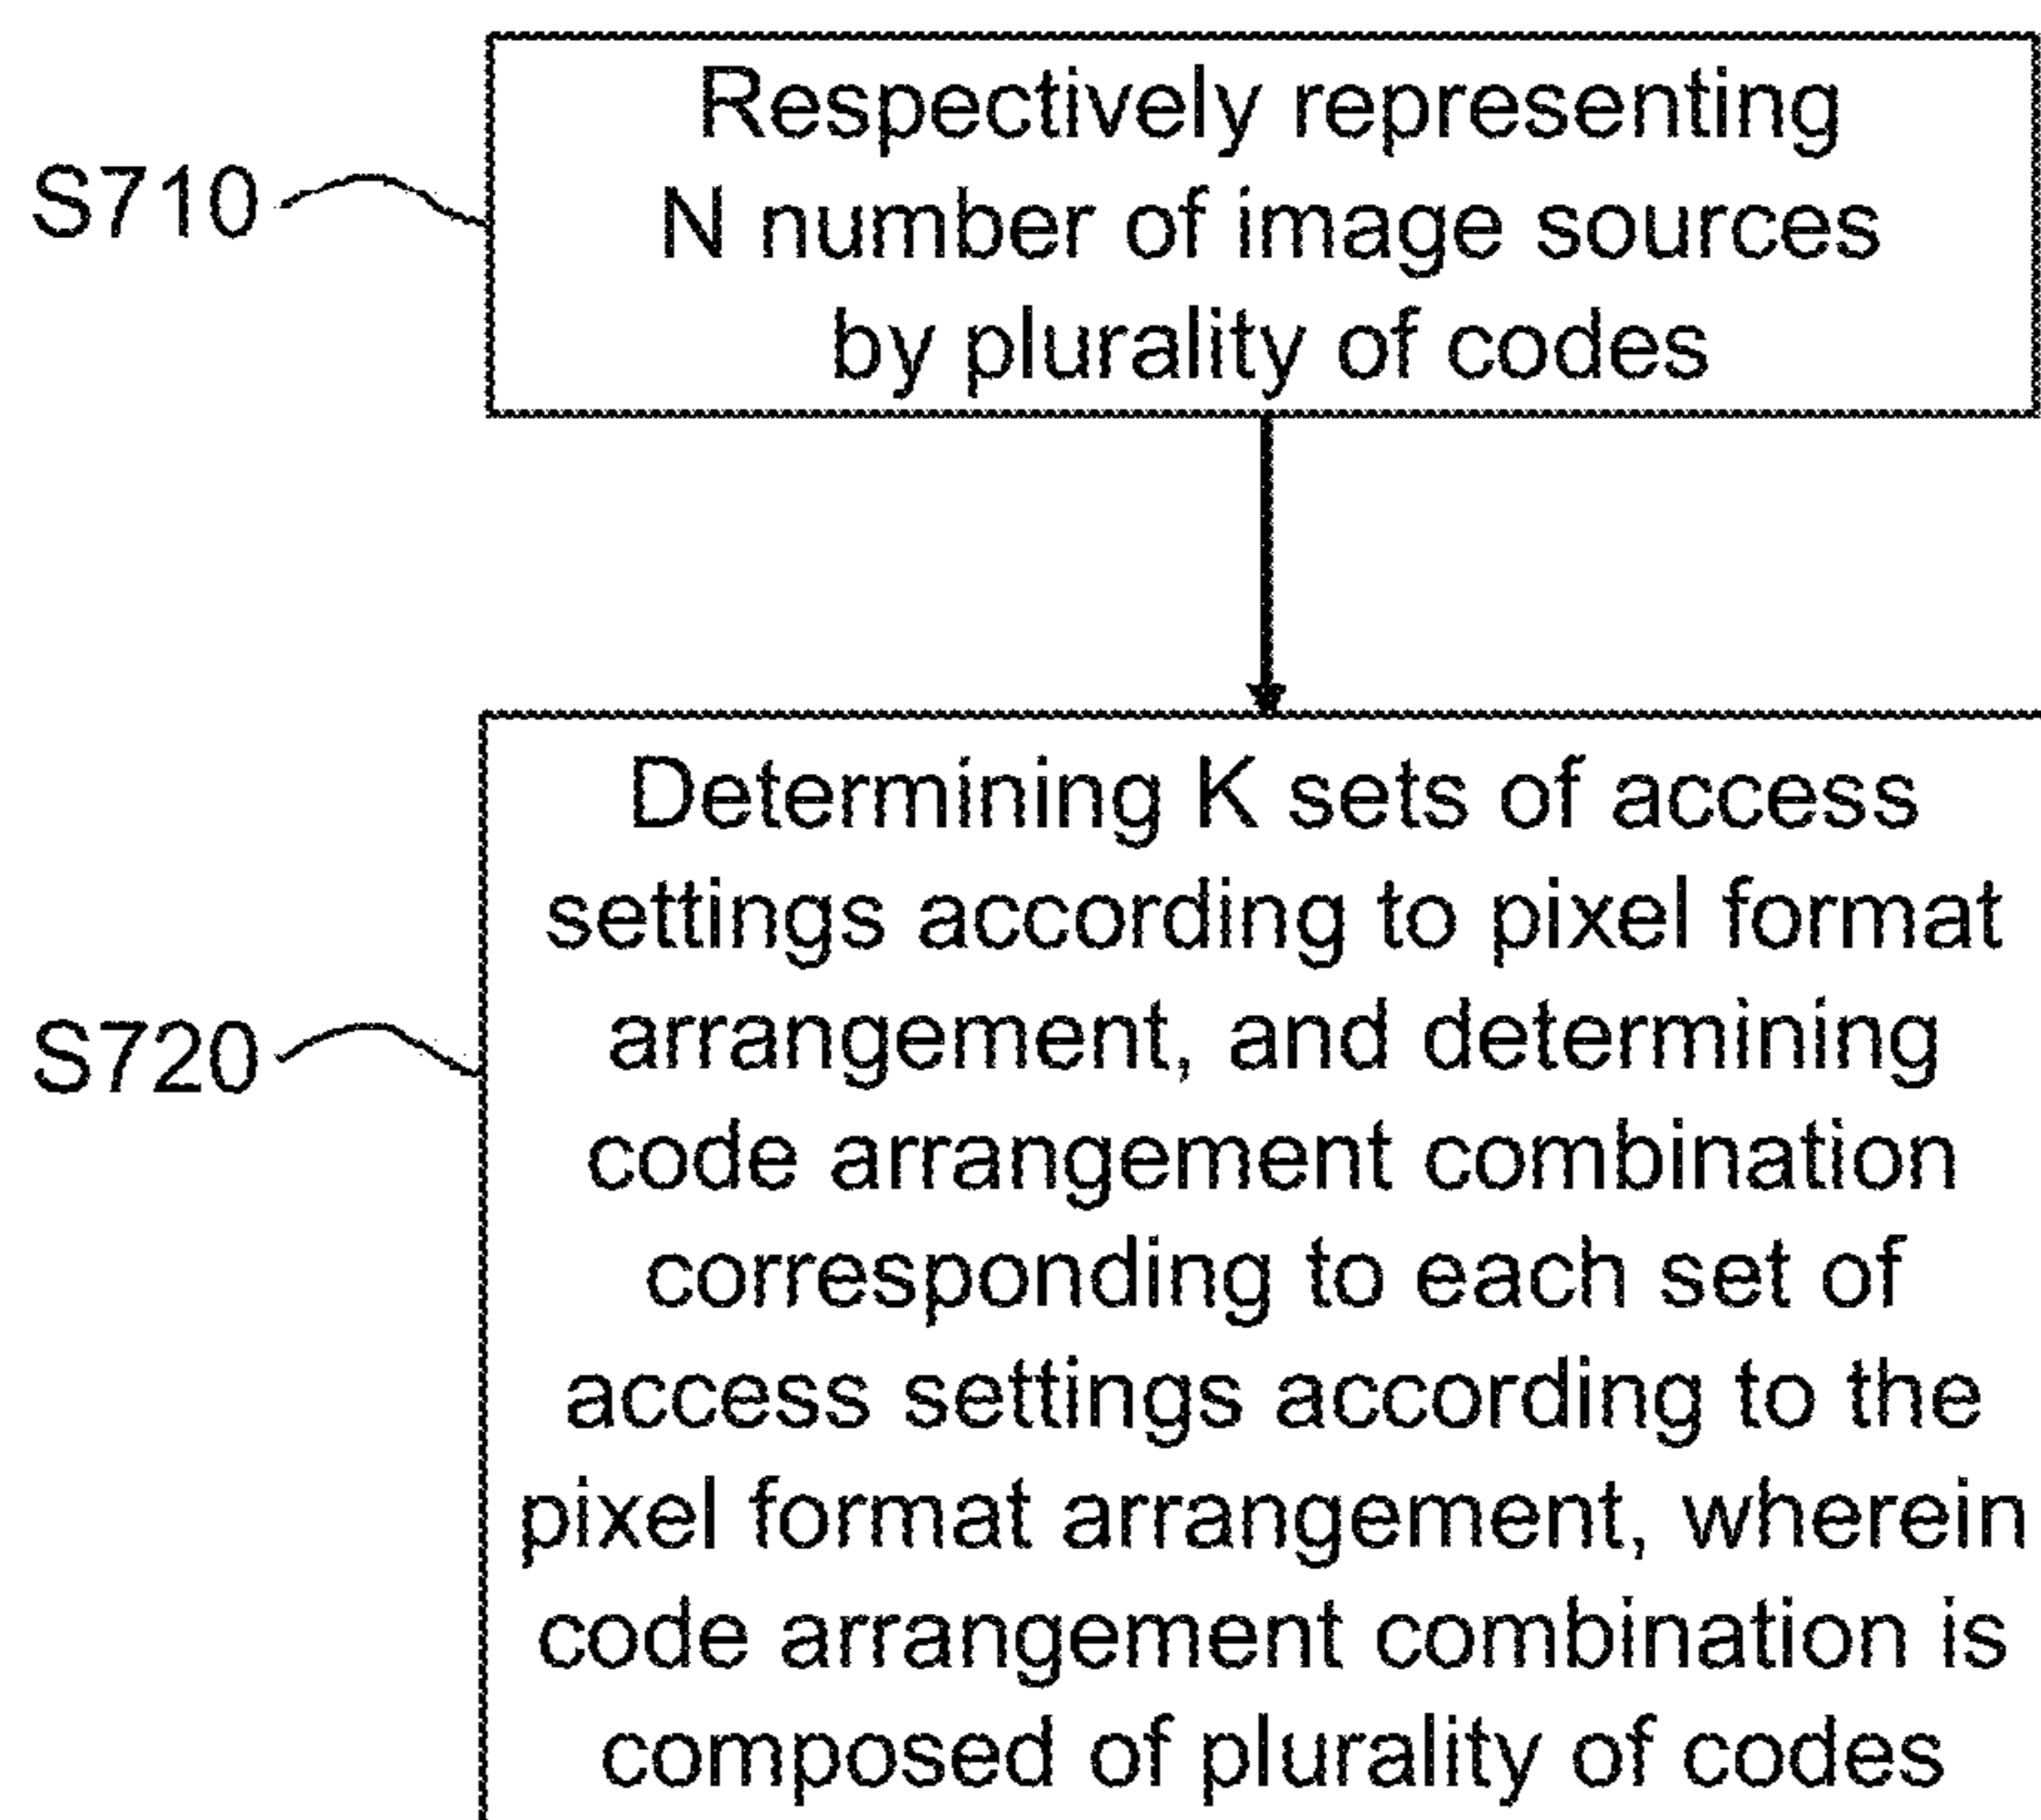 S710
Respectively representing
N number of image sources
by plurality of codes
S720
Determining K sets of access
settings according to pixel format
arrangement, and determining
code arrangement combination
corresponding to each set of
access settings according to the
pixel format arrangement, wherein
code arrangement combination is
composed of plurality of codes